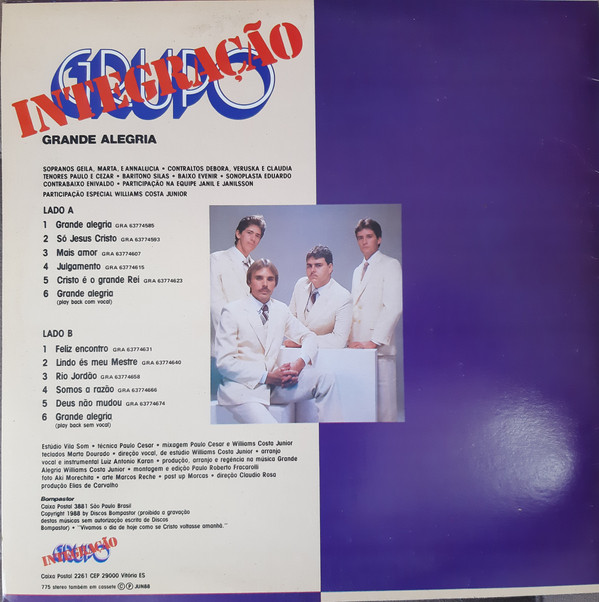 GRUPO
INTEGRAÇÃO
GRANDE ALEGRIA
SOPRANOS GEILA, MARTA, E ANNALUCIA • CONTRALTOS DEBORA, VERUSKA E CLAUDIA
TENORES PAULO E CEZAR • BARITONO SILAS • BAIXO EVENIR • SONOPLASTA EDUARDO
CONTRABAIXO ENIVALDO • PARTICIPAÇÃO NA EQUIPE JANIL E JANILSSON
PARTICIPAÇÃO ESPECIAL WILLIAMS COSTA JUNIOR
LADO A
1 Grande alegria GRA 63774585
2 Só Jesus Cristo GRA 63774593
3 Mais amor GRA 63774607
4 Julgamento GRA 63774615
5 Cristo é o grande Rei GRA 63774623
6 Grande alegria
(play back com vocal)
LADO B
1 Feliz encontro GRA 63774631
2 Lindo és meu Mestre GRA 63774640
3 Rio Jordão GRA 63774658
4 Somos a razão GRA 63774666
5 Deus não mudou GRA 63774674
6 Grande alegria
(play back sem vocal)
Estúdio Vila Som • técnica Paulo Cesar • mixagem Paulo Cesar e Williams Costa Junior
teclados Marta Dourado • direção vocal, de estúdio Williams Costa Junior • arranjo
vocal e instrumental Luiz Antonio Karan • produção, arranjo e regência na música Grande
Alegria Williams Costa Junior • montagem e edição Paulo Roberto Fracarolli
foto Aki Morechita • arte Marcos Reche • past up Marcos • direção Claudio Rosa
produção Elias de Carvalho
Bompastor
Caixa Postal 3881 São Paulo Brasil
Copyright 1988 by Discos Bompastor (proibida a gravação
destas músicas sem autorização escrita de Discos
Bompastor) • "Vivamos o dia de hoje como se Cristo voltasse amanhã."
GRUPO
INTEGRAÇÃO
Caixa Postal 2261 CEP 29000 Vitória ES
775 stereo também em cassete Ⓒ Ⓟ JUN88